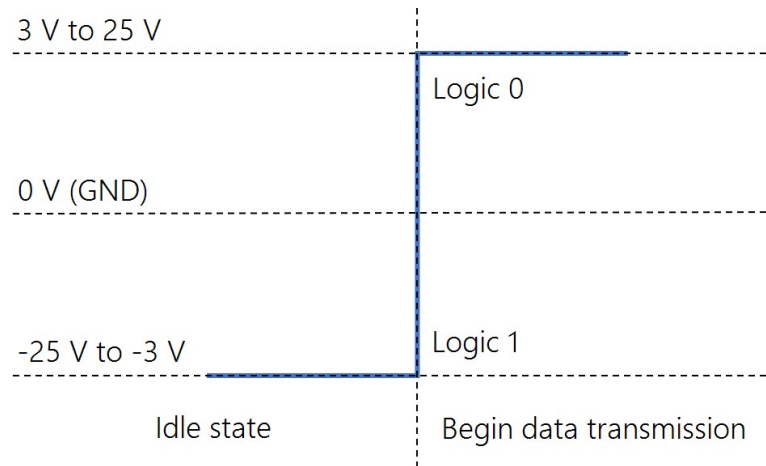 3 V to 25 V
Logic 0
0 V (GND)
Logic 1
-25 V to -3 V
Idle state
Begin data transmission